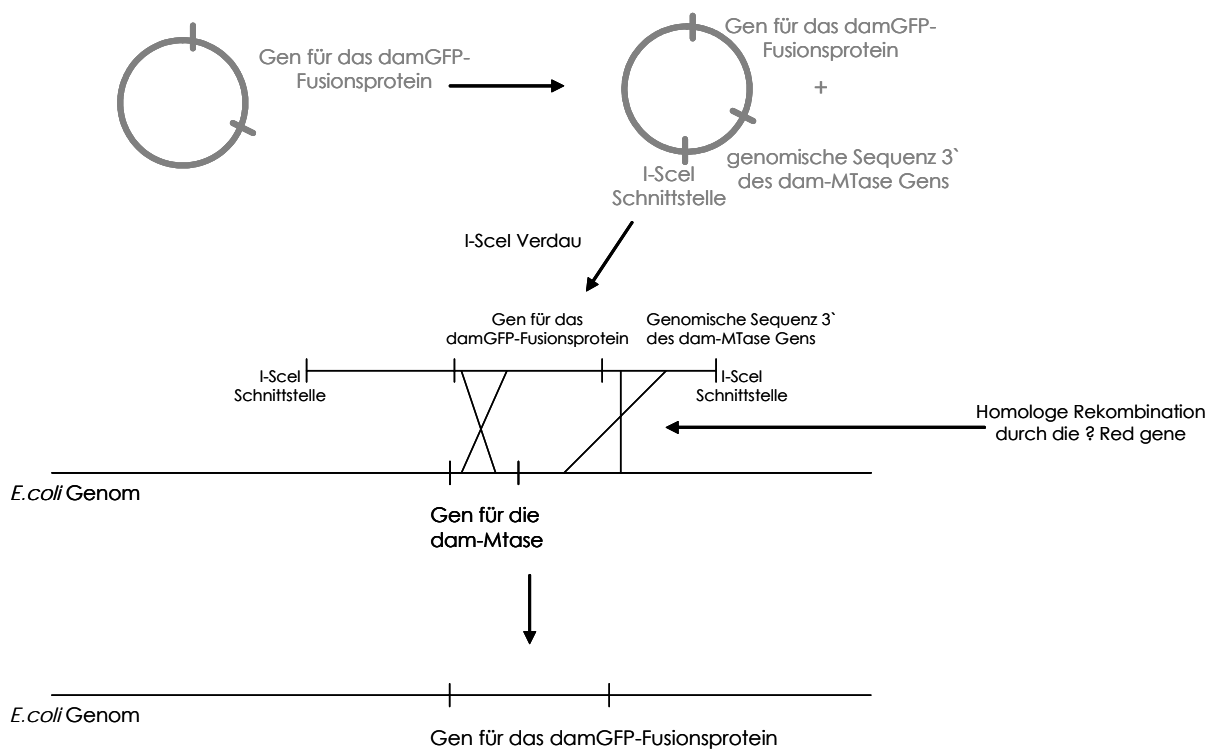 Gen für das damGFP-
Fusionsprotein
Gen für das damGFP-
Fusionsprotein
+
genomische Sequenz 3`
des dam-MTase Gens
I-SceI
Schnittstelle
I-SceI Verdau
Gen für das
damGFP-Fusionsprotein
Genomische Sequenz 3`
des dam-MTase Gens
I-SceI
Schnittstelle
I-SceI
Schnittstelle
Homologe Rekombination
durch die ? Red gene
E.coli Genom
Gen für die
dam-Mtase
E.coli Genom
Gen für das damGFP-Fusionsprotein